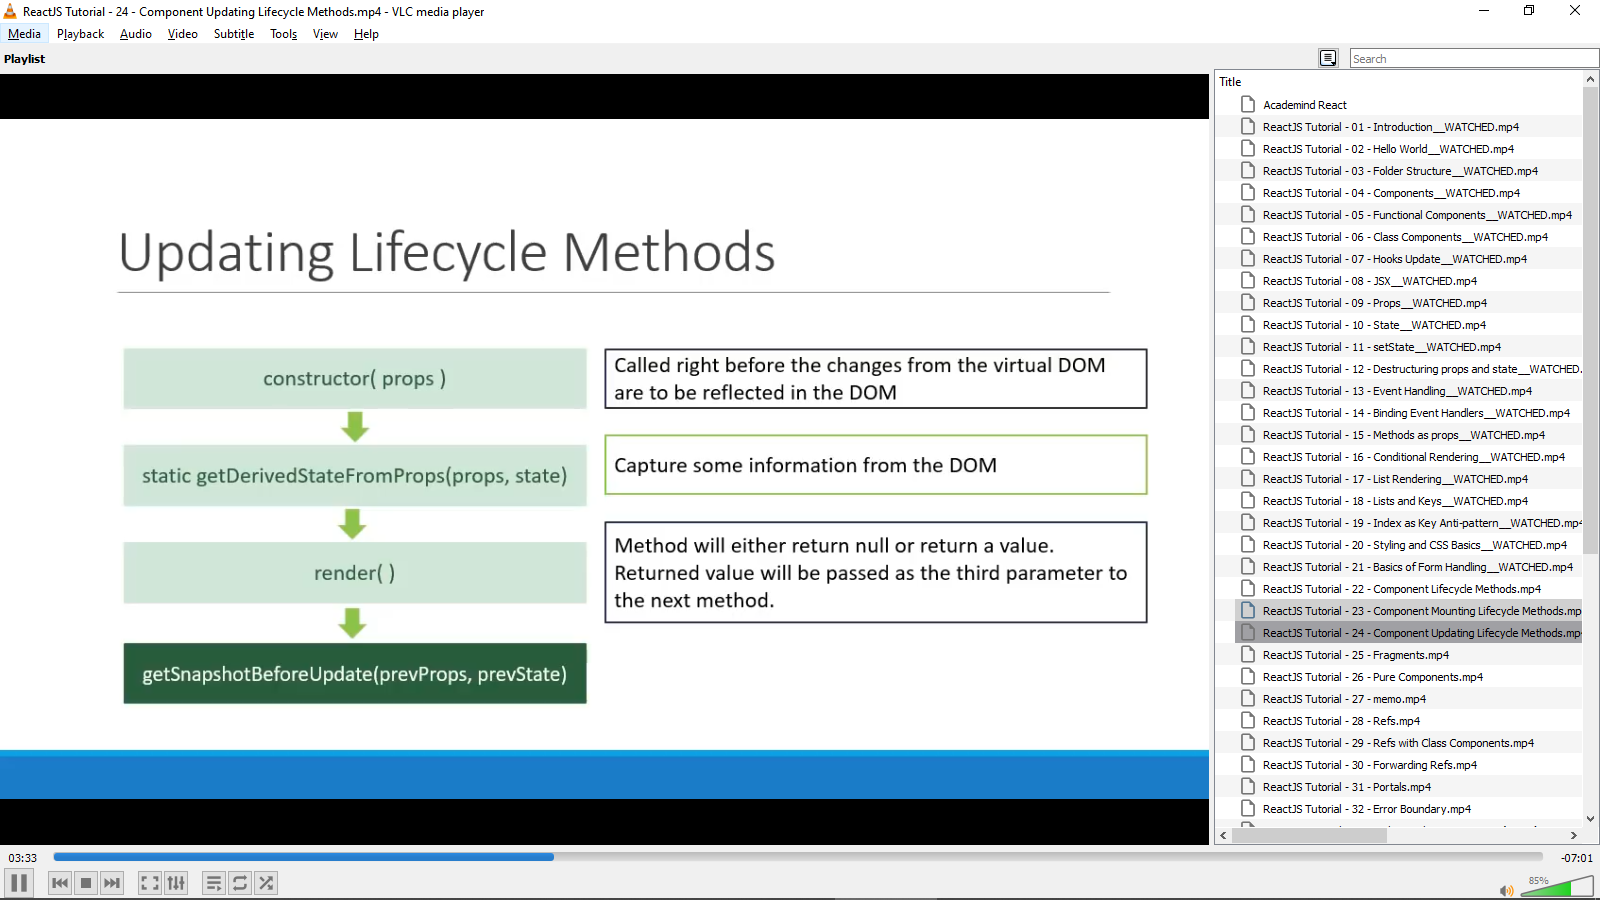 ReactJS Tutorial - 24 - Component Updating Lifecycle Methods.mp4 - VLC media player
Media Playback Audio Video Subtitle Tools View Help
Playlist
Search
Updating Lifecycle Methods
constructor( props )
static getDerivedStateFromProps(props, state)
render( )
getSnapshotBeforeUpdate(prevProps, prevState)
Called right before the changes from the virtual DOM
are to be reflected in the DOM
Capture some information from the DOM
Method will either return null or return a value.
Returned value will be passed as the third parameter to
the next method.
Title
Academind React
ReactJS Tutorial - 01 - Introduction__WATCHED.mp4
ReactJS Tutorial - 02 - Hello World__WATCHED.mp4
ReactJS Tutorial - 03 - Folder Structure__WATCHED.mp4
ReactJS Tutorial - 04 - Components__WATCHED.mp4
ReactJS Tutorial - 05 - Functional Components__WATCHED.mp4
ReactJS Tutorial - 06 - Class Components__WATCHED.mp4
ReactJS Tutorial - 07 - Hooks Update__WATCHED.mp4
ReactJS Tutorial - 08 - JSX__WATCHED.mp4
ReactJS Tutorial - 09 - Props__WATCHED.mp4
ReactJS Tutorial - 10 - State__WATCHED.mp4
ReactJS Tutorial - 11 - setState__WATCHED.mp4
ReactJS Tutorial - 12 - Destructuring props and state__WATCHED.
ReactJS Tutorial - 13 - Event Handling__WATCHED.mp4
ReactJS Tutorial - 14 - Binding Event Handlers__WATCHED.mp4
ReactJS Tutorial - 15 - Methods as props__WATCHED.mp4
ReactJS Tutorial - 16 - Conditional Rendering__WATCHED.mp4
ReactJS Tutorial - 17 - List Rendering__WATCHED.mp4
ReactJS Tutorial - 18 - Lists and Keys__WATCHED.mp4
ReactJS Tutorial - 19 - Index as Key Anti-pattern__WATCHED.mp4
ReactJS Tutorial - 20 - Styling and CSS Basics__WATCHED.mp4
ReactJS Tutorial - 21 - Basics of Form Handling__WATCHED.mp4
ReactJS Tutorial - 22 - Component Lifecycle Methods.mp4
ReactJS Tutorial - 23 - Component Mounting Lifecycle Methods.mp
ReactJS Tutorial - 24 - Component Updating Lifecycle Methods.mp
ReactJS Tutorial - 25 - Fragments.mp4
ReactJS Tutorial - 26 - Pure Components.mp4
ReactJS Tutorial - 27 - memo.mp4
ReactJS Tutorial - 28 - Refs.mp4
ReactJS Tutorial - 29 - Refs with Class Components.mp4
ReactJS Tutorial - 30 - Forwarding Refs.mp4
ReactJS Tutorial - 31 - Portals.mp4
ReactJS Tutorial - 32 - Error Boundary.mp4
03:33
-07:01
85%